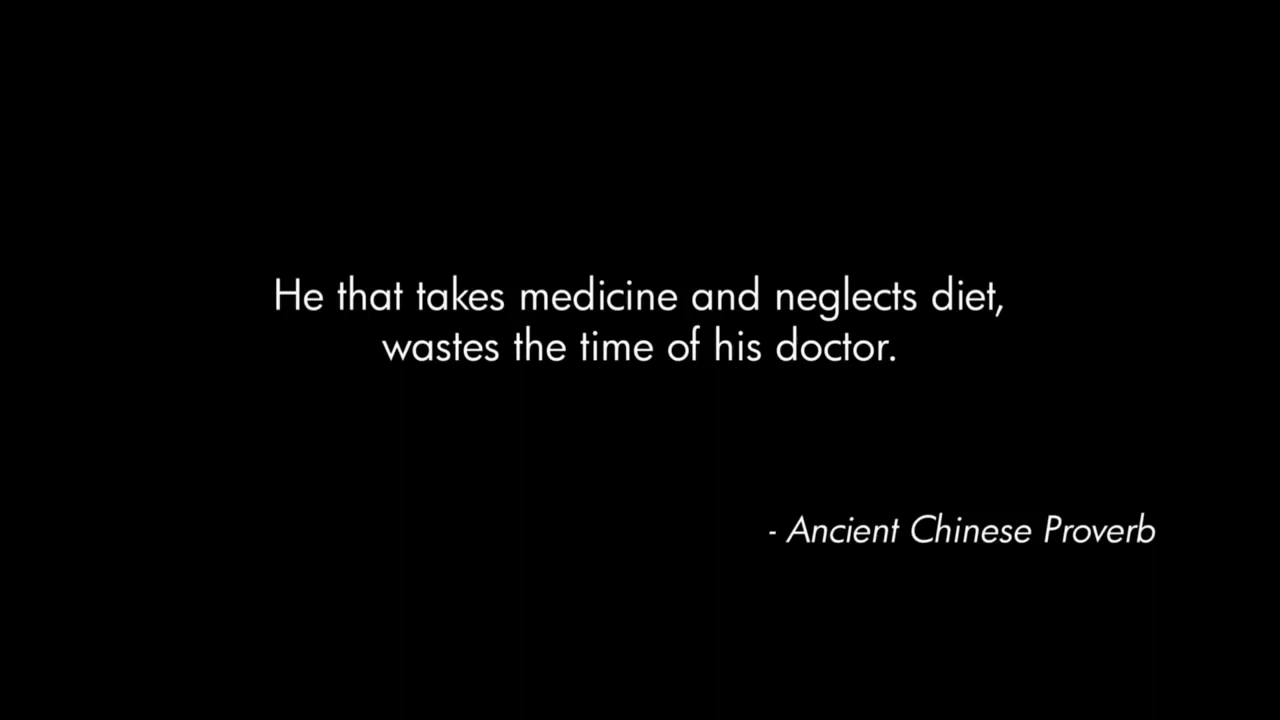 He that takes medicine and neglects diet,
wastes the time of his doctor.
- Ancient Chinese Proverb